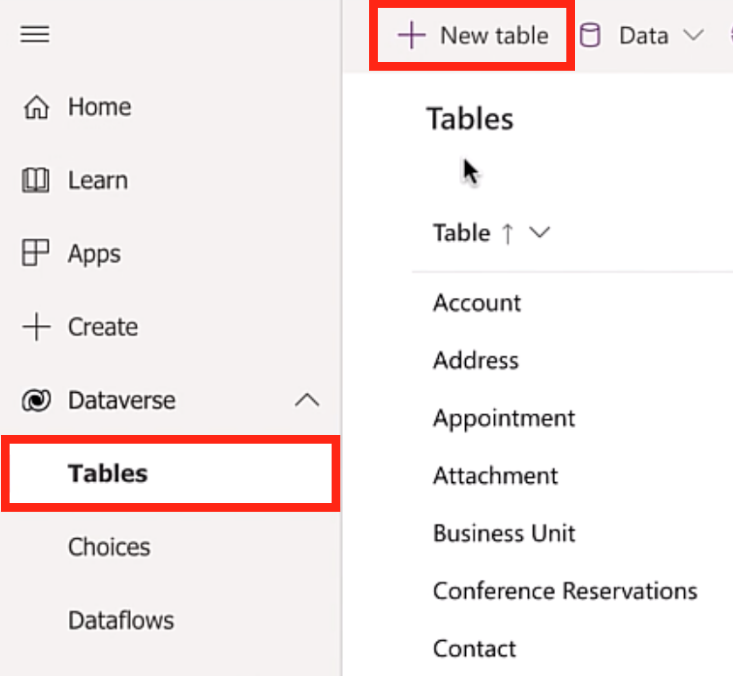 Home
Learn
Apps
Create
Dataverse
Tables
Choices
Dataflows
New table
Data
Tables
Table ↑
Account
Address
Appointment
Attachment
Business Unit
Conference Reservations
Contact